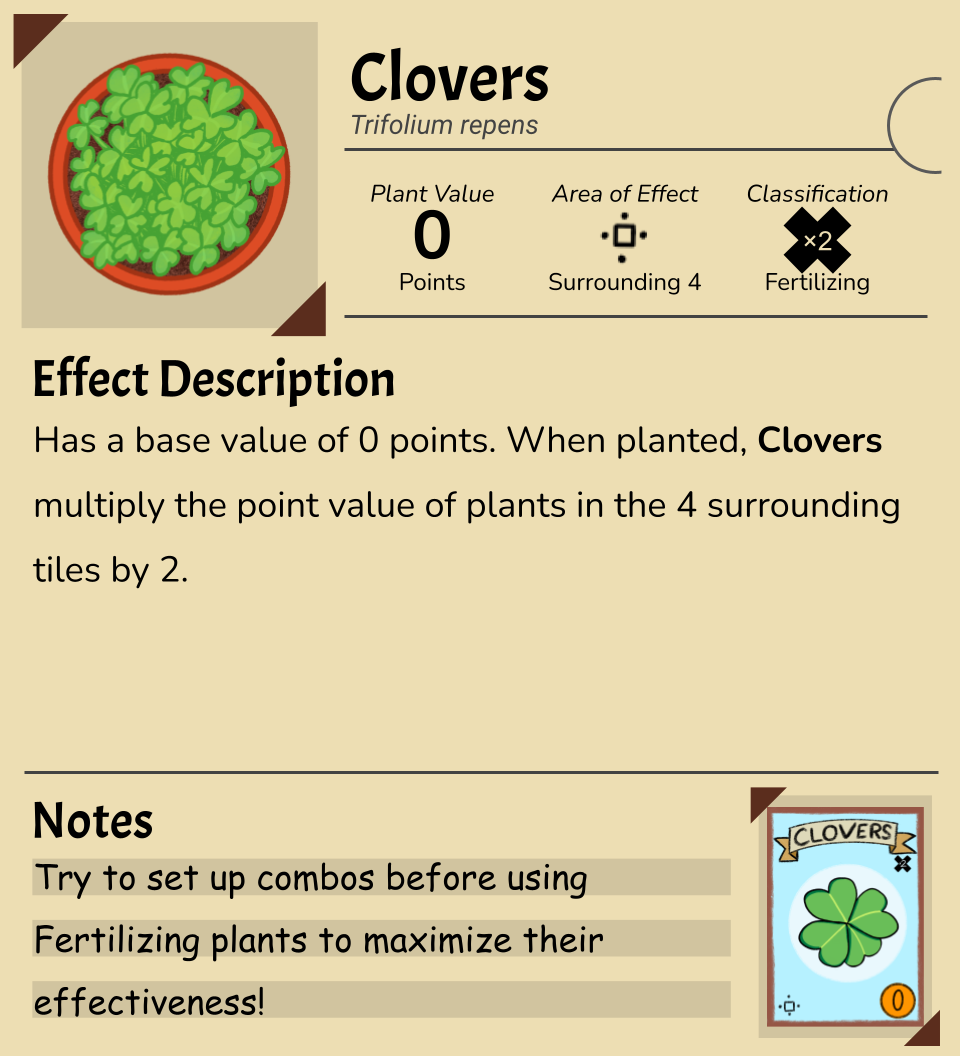 Clovers
Trifolium repens
Plant Value
0
Points
Area of Effect
Surrounding 4
Classification
×2
Fertilizing
Effect Description
Has a base value of 0 points. When planted, Clovers
multiply the point value of plants in the 4 surrounding
tiles by 2.
Notes
Try to set up combos before using
Fertilizing plants to maximize their
effectiveness!
CLOVERS
0